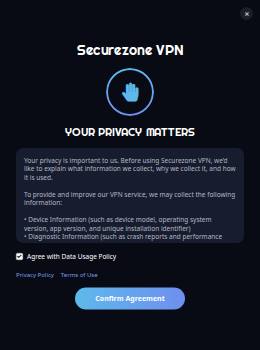 Securezone VPN
YOUR PRIVACY MATTERS
Your privacy is important to us. Before using Securezone VPN, we'd
like to explain what information we collect, why we collect it, and how
it is used.
To provide and improve our VPN service, we may collect the following
information:
• Device Information (such as device model, operating system
version, app version, and unique installation identifier)
• Diagnostic Information (such as crash reports and performance
Agree with Data Usage Policy
Privacy Policy Terms of Use
Confirm Agreement